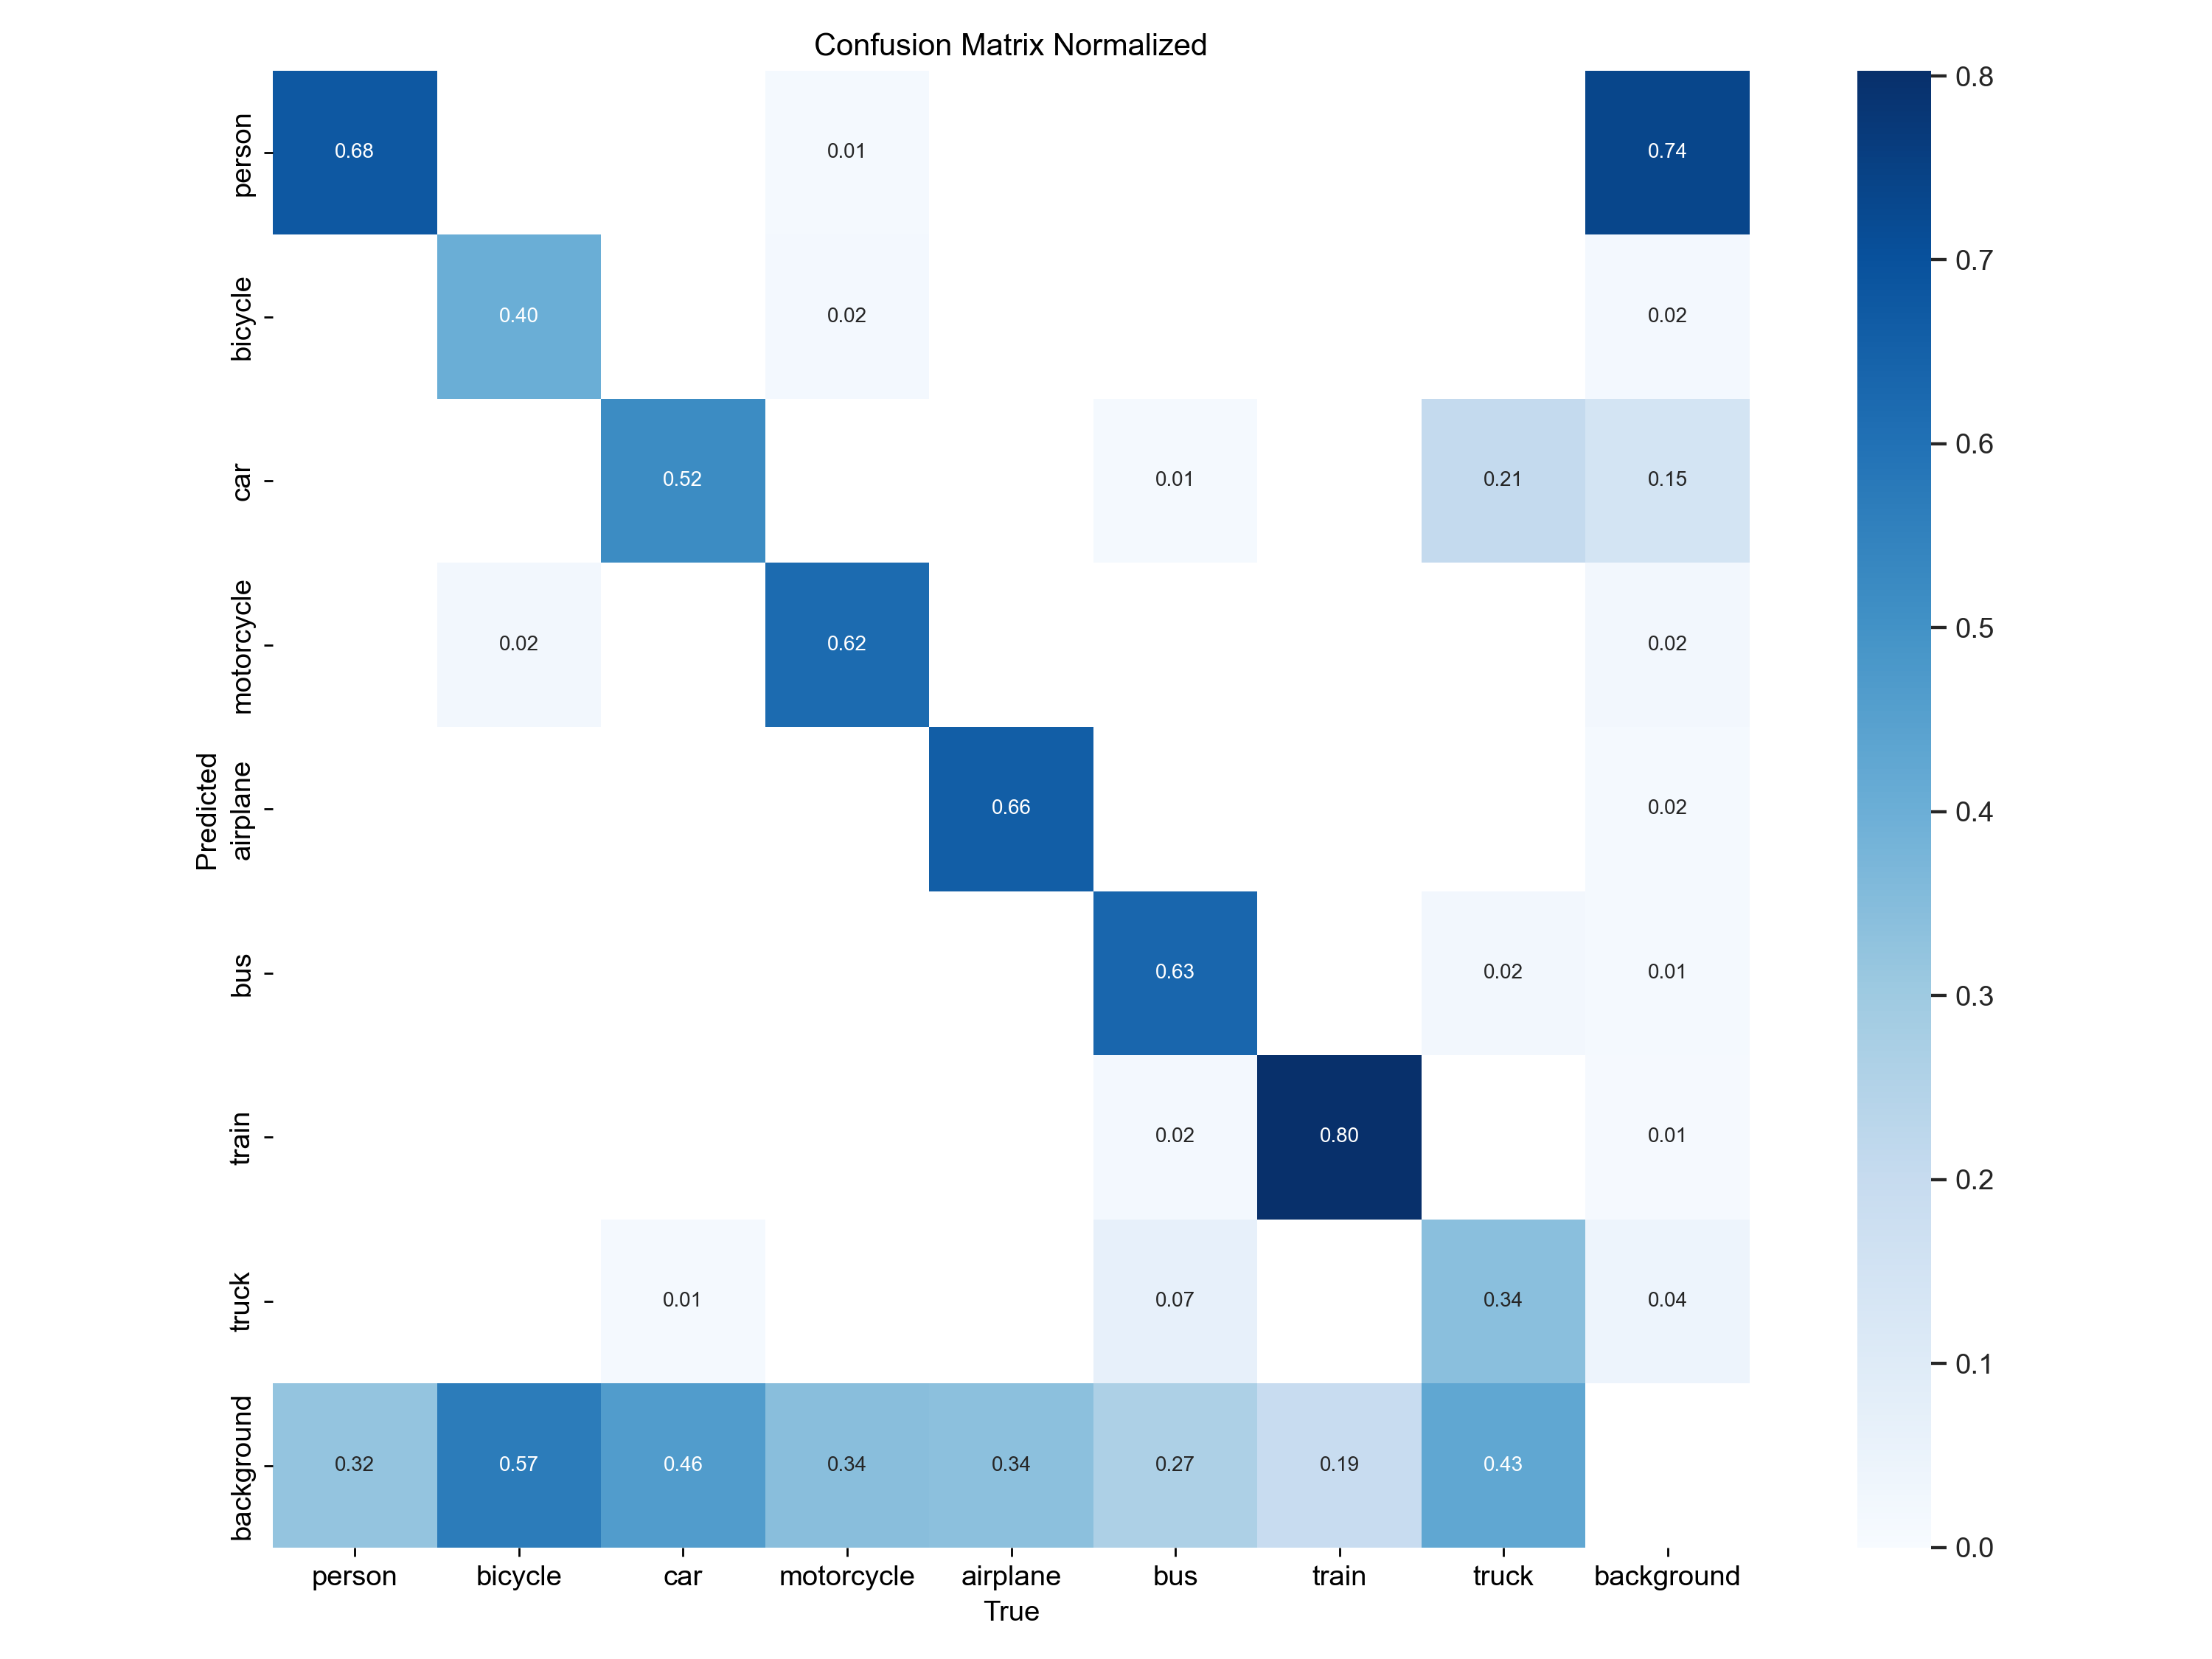 Confusion Matrix Normalized
person 0.68 0.01 0.74
bicycle 0.40 0.02 0.02
car 0.52 0.01 0.21 0.15
motorcycle 0.02 0.62 0.02
airplane 0.66 0.02
bus 0.63 0.02 0.01
train 0.02 0.80 0.01
truck 0.01 0.07 0.34 0.04
background 0.32 0.57 0.46 0.34 0.34 0.27 0.19 0.43
Predicted
person bicycle car motorcycle airplane bus train truck background
True
0.8
0.7
0.6
0.5
0.4
0.3
0.2
0.1
0.0